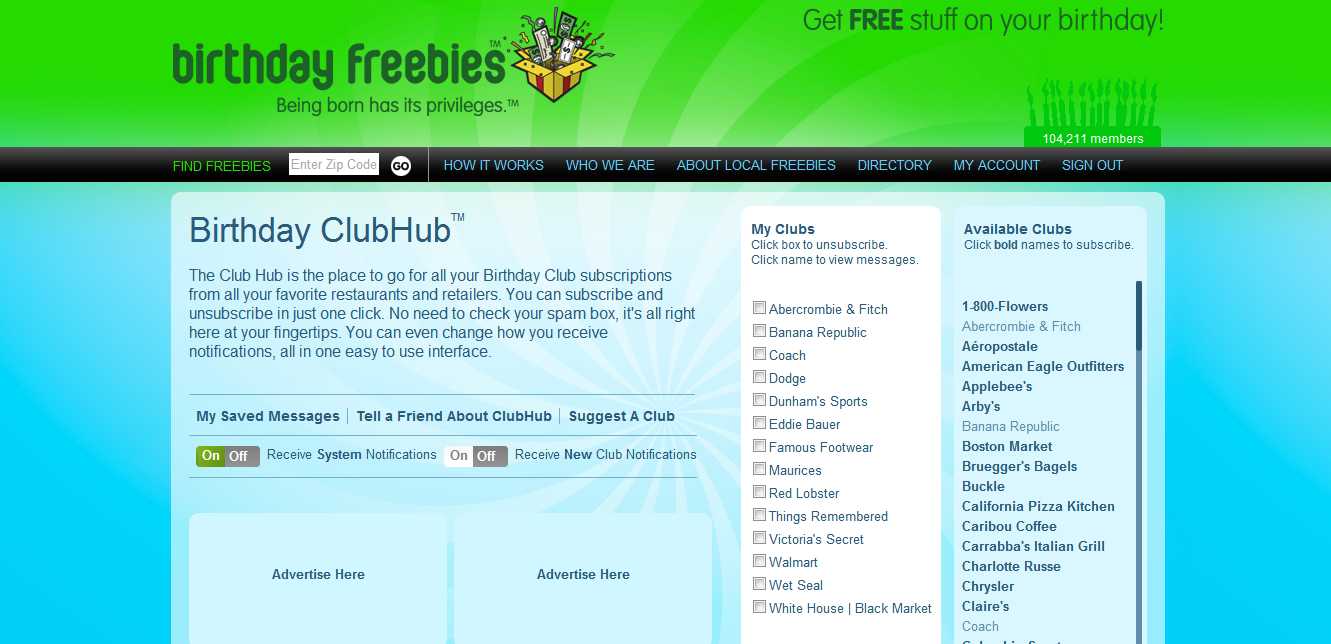 Get FREE stuff on your birthday!
birthday freebies™
Being born has its privileges.™
104,211 members
FIND FREEBIES Enter Zip Code GO HOW IT WORKS WHO WE ARE ABOUT LOCAL FREEBIES DIRECTORY MY ACCOUNT SIGN OUT
Birthday ClubHub™
The Club Hub is the place to go for all your Birthday Club subscriptions
from all your favorite restaurants and retailers. You can subscribe and
unsubscribe in just one click. No need to check your spam box, it's all right
here at your fingertips. You can even change how you receive
notifications, all in one easy to use interface.
My Saved Messages | Tell a Friend About ClubHub | Suggest A Club
On Off Receive System Notifications On Off Receive New Club Notifications
Advertise Here
Advertise Here
My Clubs
Click box to unsubscribe.
Click name to view messages.
Abercrombie & Fitch
Banana Republic
Coach
Dodge
Dunham's Sports
Eddie Bauer
Famous Footwear
Maurices
Red Lobster
Things Remembered
Victoria's Secret
Walmart
Wet Seal
White House | Black Market
Available Clubs
Click bold names to subscribe.
1-800-Flowers
Abercrombie & Fitch
Aéropostale
American Eagle Outfitters
Applebee's
Arby's
Banana Republic
Boston Market
Bruegger's Bagels
Buckle
California Pizza Kitchen
Caribou Coffee
Carrabba's Italian Grill
Charlotte Russe
Chrysler
Claire's
Coach